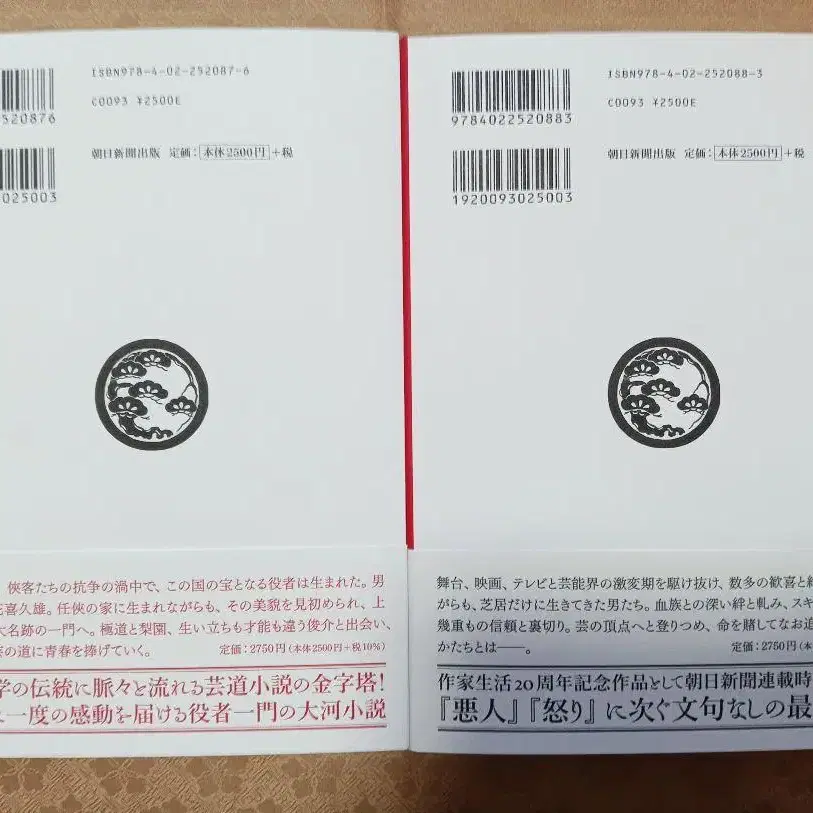 ISBN978-4-02-252087-6
C0093 ¥2500E
520876
朝日新聞出版 定価:本体2500円+税
025003
俠客たちの抗争の渦中で、この国の宝となる役者は生まれた。男
花喜久雄。任俠の家に生まれながらも、その美貌を見初められ、上
大名跡の一門へ。極道と梨園、生い立ちも才能も違う俊介と出会い、
の道に青春を捧げていく。 定価:2750円(本体2500円+税10%)
学の伝統に脈々と流れる芸道小説の金字塔!
一度の感動を届ける役者一門の大河小説
ISBN978-4-02-252088-3
C0093 ¥2500E
9784022520883
朝日新聞出版 定価:本体2500円+税
1920093025003
舞台、映画、テレビと芸能界の激変期を駆け抜け、数多の歓喜と
がらも、芝居だけに生きてきた男たち。血族との深い絆と軋み、スキ
幾重もの信頼と裏切り。芸の頂点へと登りつめ、命を賭してなお追
かたちとは――。 定価:2750円(本
作家生活20周年記念作品として朝日新聞連載時
『悪人』『怒り』に次ぐ文句なしの最